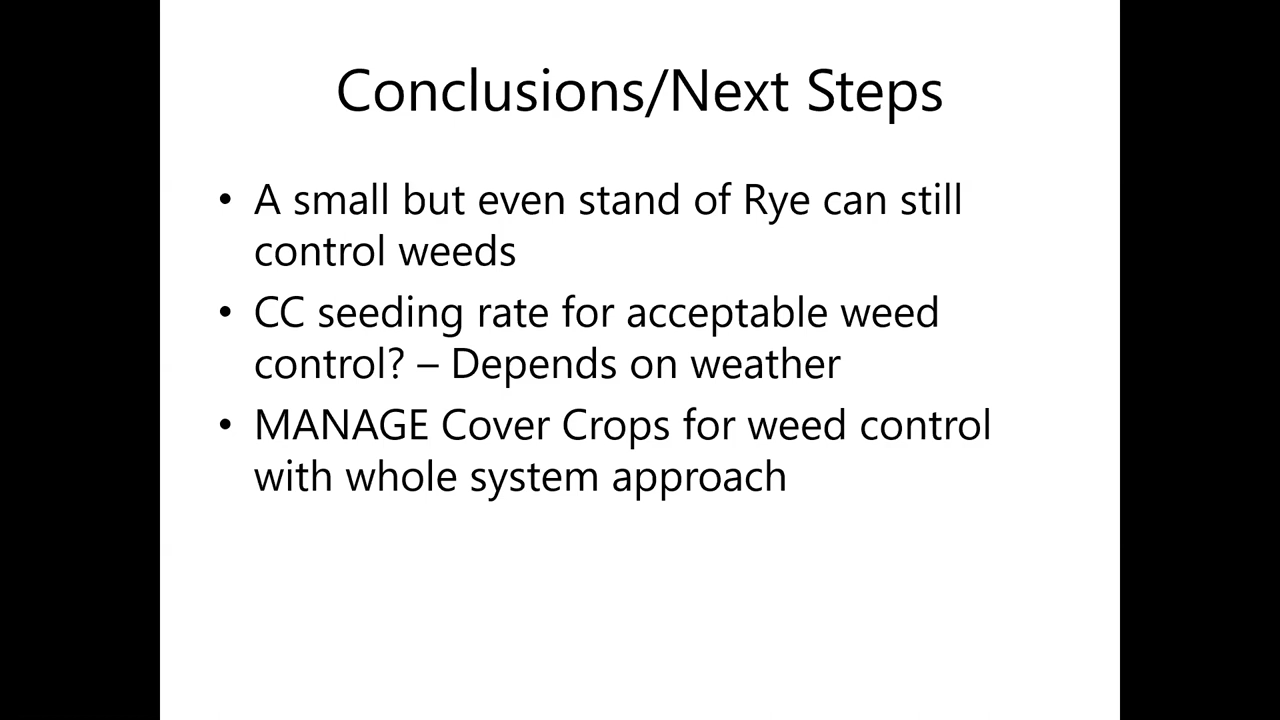 Conclusions/Next Steps
• A small but even stand of Rye can still
control weeds
• CC seeding rate for acceptable weed
control? – Depends on weather
• MANAGE Cover Crops for weed control
with whole system approach